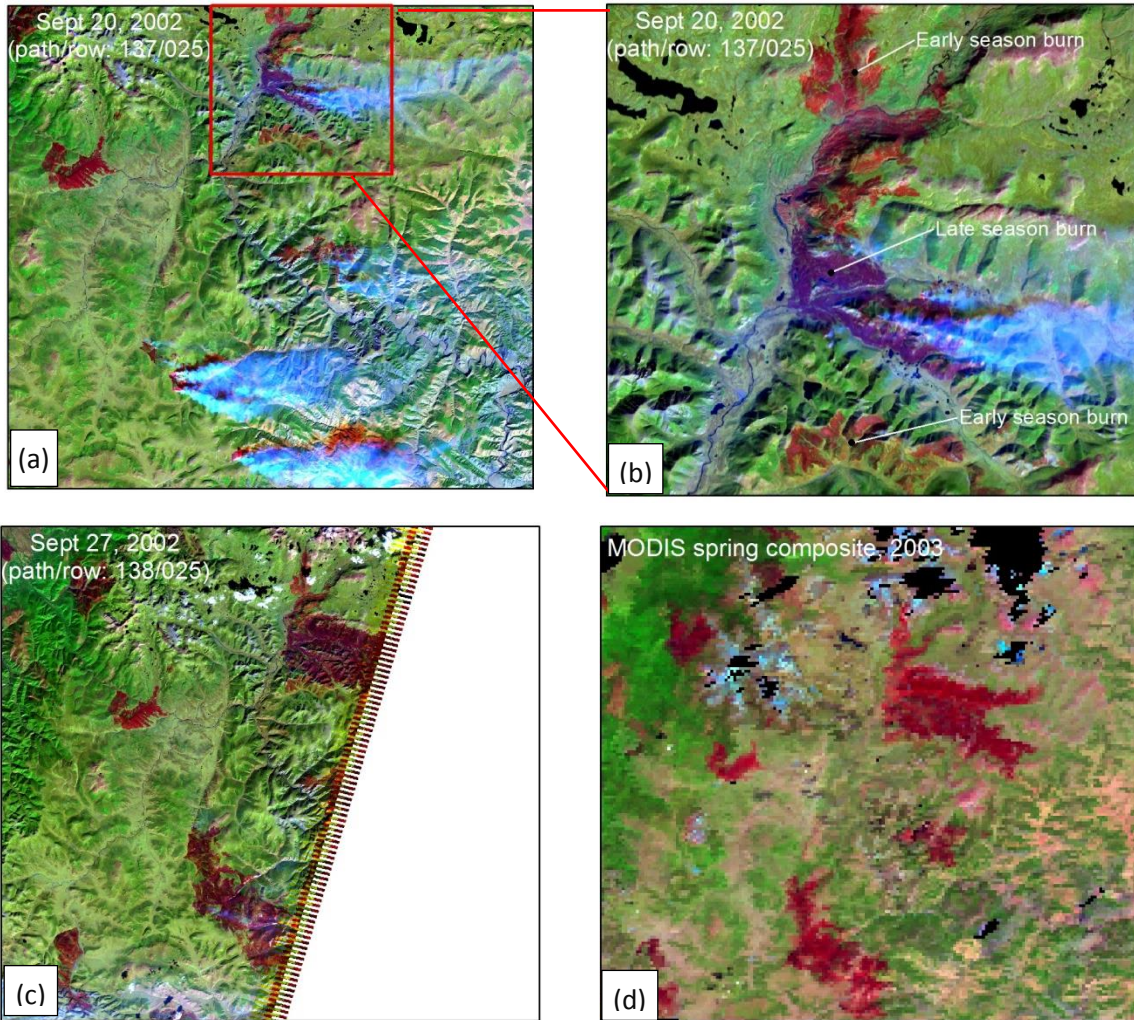 Sept 20, 2002
(path/row: 137/025)
(a)
Sept 20, 2002
(path/row: 137/025)
Early season burn
Late season burn
Early season burn
(b)
Sept 27, 2002
(path/row: 138/025)
(c)
MODIS spring composite, 2003
(d)